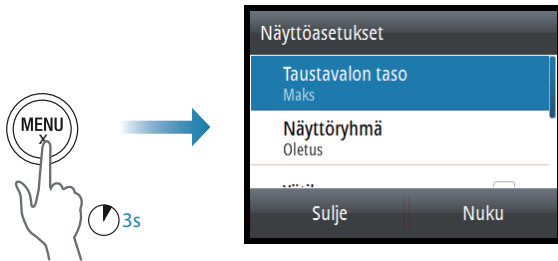 Näyttöasetukset
Taustavalon taso
Maks
MENU
X
Näyttöryhmä
Oletus
3s
Sulje
Nuku